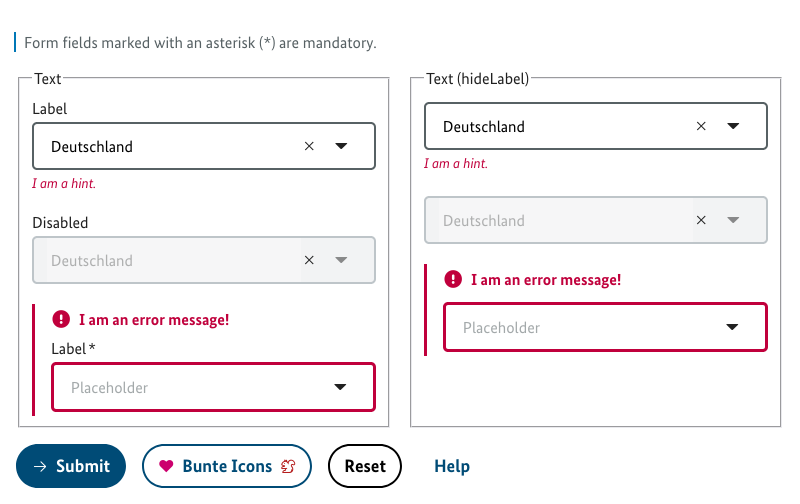 Form fields marked with an asterisk (*) are mandatory.
Text
Label
Deutschland
I am a hint.
Disabled
Deutschland
I am an error message!
Label *
Placeholder
Text (hideLabel)
Deutschland
I am a hint.
Deutschland
I am an error message!
Placeholder
Submit
Bunte Icons
Reset
Help